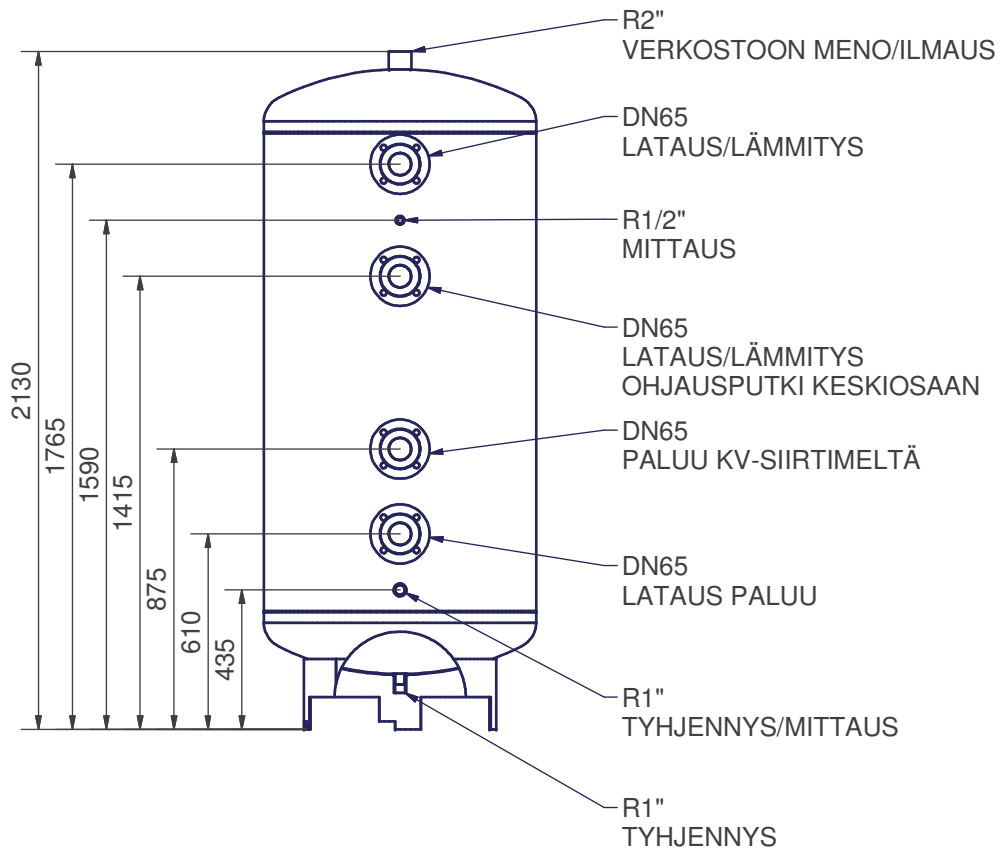 R2"
VERKOSTOON MENO/ILMAUS
DN65
LATAUS/LÄMMITYS
R1/2"
MITTAUS
DN65
LATAUS/LÄMMITYS
OHJAUSPUTKI KESKIOSAAN
DN65
PALUU KV-SIIRTIMELTÄ
DN65
LATAUS PALUU
R1"
TYHJENNYS/MITTAUS
R1"
TYHJENNYS
2130
1765
1590
1415
875
610
435